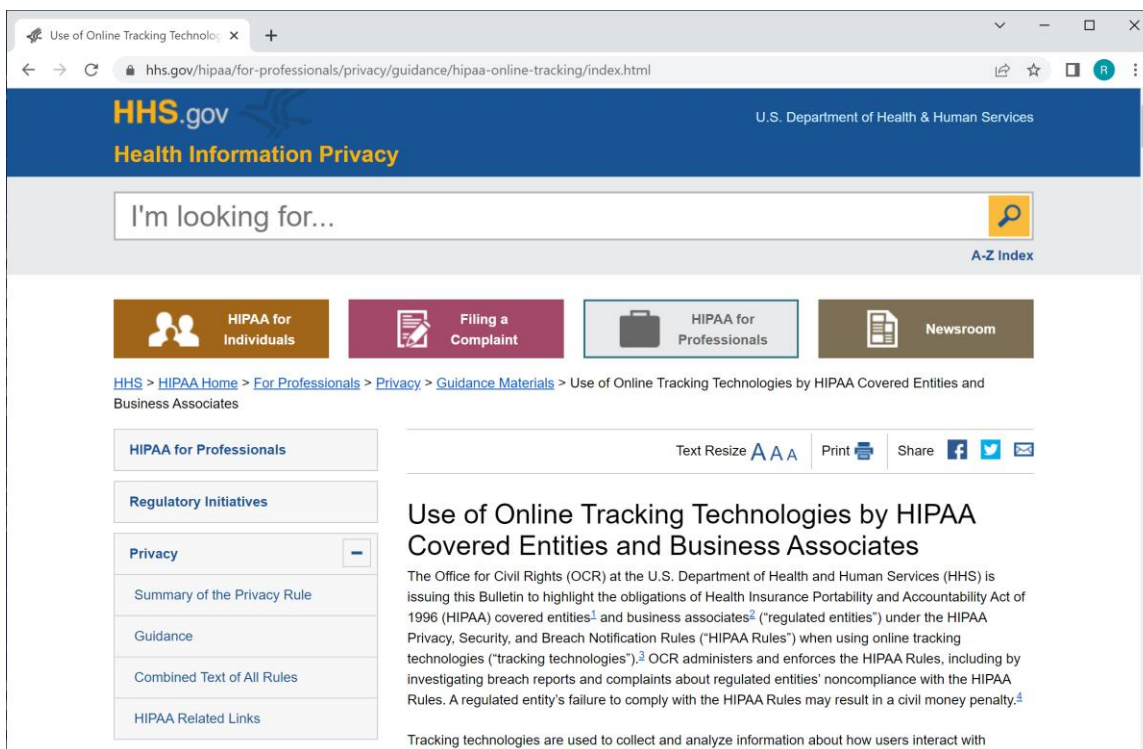 Use of Online Tracking Technolog
hhs.gov/hipaa/for-professionals/privacy/guidance/hipaa-online-tracking/index.html
R
HHS.gov
U.S. Department of Health & Human Services
Health Information Privacy
I'm looking for...
A-Z Index
HIPAA for
Individuals
Filing a
Complaint
HIPAA for
Professionals
Newsroom
HHS > HIPAA Home > For Professionals > Privacy > Guidance Materials > Use of Online Tracking Technologies by HIPAA Covered Entities and
Business Associates
HIPAA for Professionals
Regulatory Initiatives
Privacy
Summary of the Privacy Rule
Guidance
Combined Text of All Rules
HIPAA Related Links
Text Resize A A A Print Share
Use of Online Tracking Technologies by HIPAA
Covered Entities and Business Associates
The Office for Civil Rights (OCR) at the U.S. Department of Health and Human Services (HHS) is
issuing this Bulletin to highlight the obligations of Health Insurance Portability and Accountability Act of
1996 (HIPAA) covered entities1 and business associates2 (“regulated entities”) under the HIPAA
Privacy, Security, and Breach Notification Rules (“HIPAA Rules”) when using online tracking
technologies (“tracking technologies”).3 OCR administers and enforces the HIPAA Rules, including by
investigating breach reports and complaints about regulated entities’ noncompliance with the HIPAA
Rules. A regulated entity’s failure to comply with the HIPAA Rules may result in a civil money penalty.4
Tracking technologies are used to collect and analyze information about how users interact with